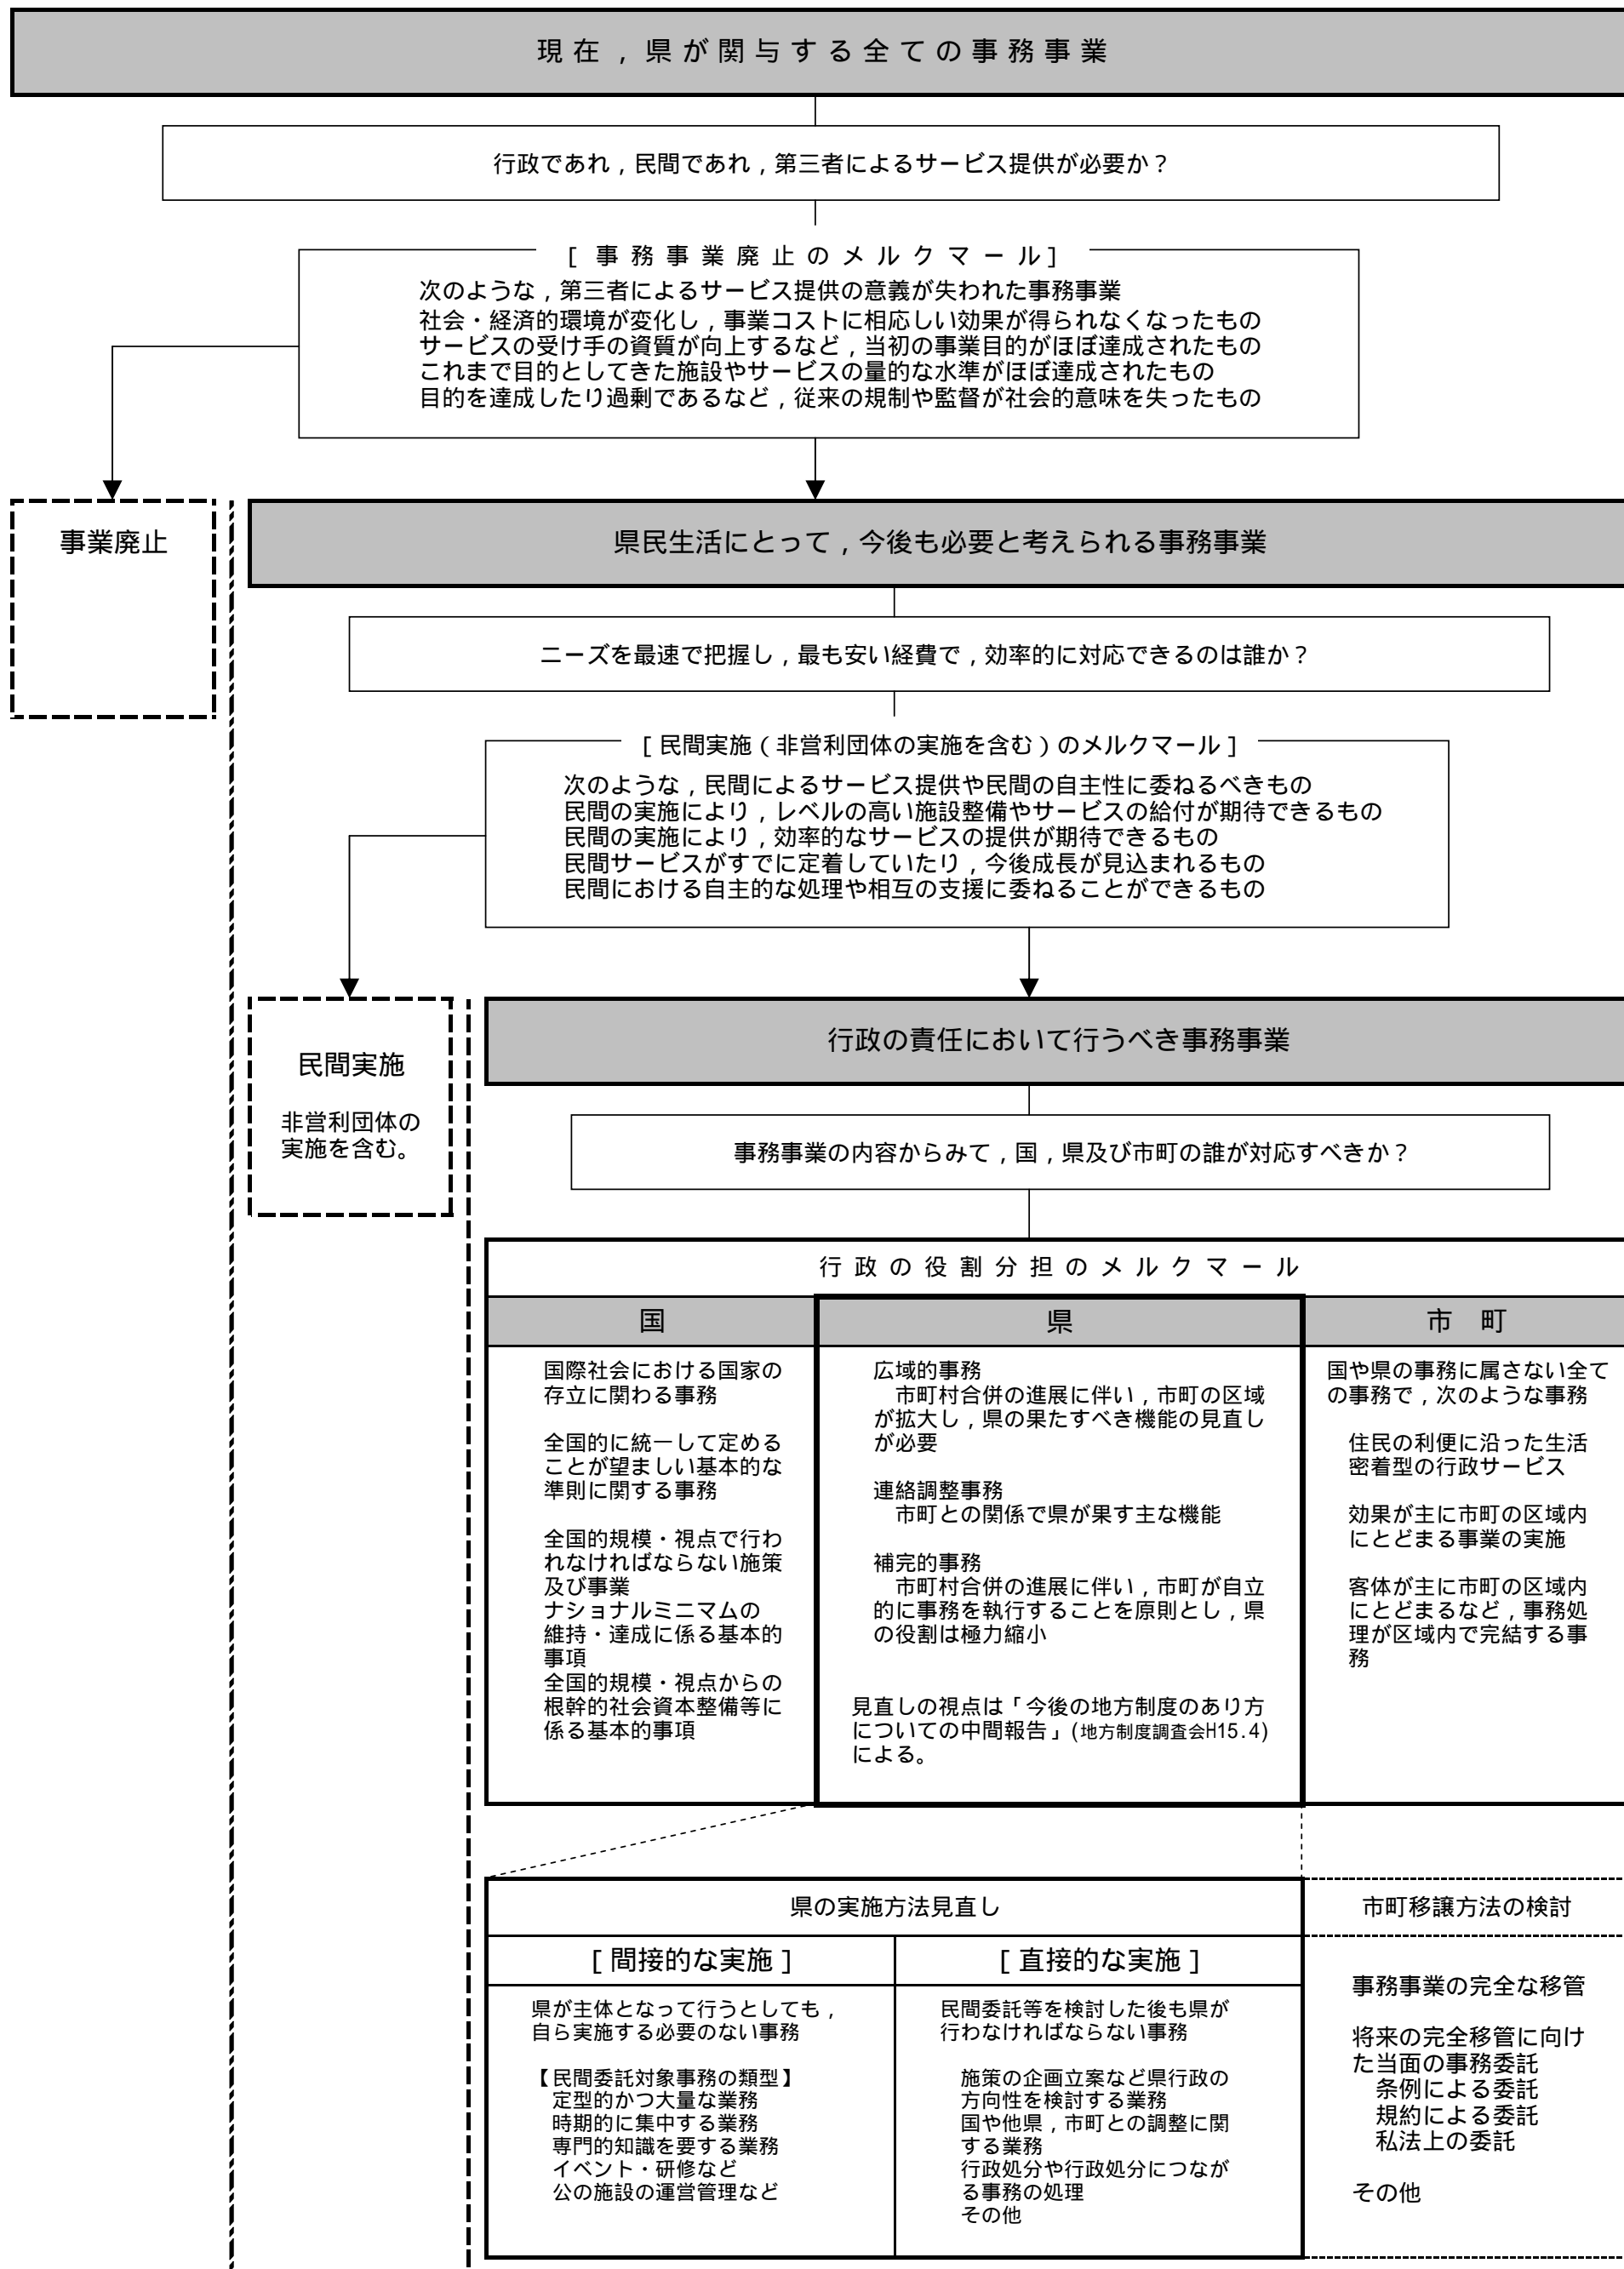 現在，県が関与する全ての事務事業
行政であれ，民間であれ，第三者によるサービス提供が必要か？
[ 事務事業廃止のメルクマール]
次のような，第三者によるサービス提供の意義が失われた事務事業
社会・経済的環境が変化し，事業コストに相応しい効果が得られなくなったもの
サービスの受け手の資質が向上するなど，当初の事業目的がほぼ達成されたもの
これまで目的としてきた施設やサービスの量的な水準がほぼ達成されたもの
目的を達成したり過剰であるなど，従来の規制や監督が社会的意味を失ったもの
事業廃止
県民生活にとって，今後も必要と考えられる事務事業
ニーズを最速で把握し，最も安い経費で，効率的に対応できるのは誰か？
[ 民間実施（非営利団体の実施を含む）のメルクマール ]
次のような，民間によるサービス提供や民間の自主性に委ねるべきもの
民間の実施により，レベルの高い施設整備やサービスの給付が期待できるもの
民間の実施により，効率的なサービスの提供が期待できるもの
民間サービスがすでに定着していたり，今後成長が見込まれるもの
民間における自主的な処理や相互の支援に委ねることができるもの
民間実施
非営利団体の
実施を含む。
行政の責任において行うべき事務事業
事務事業の内容からみて，国，県及び市町の誰が対応すべきか？
行政の役割分担のメルクマール
国
国際社会における国家の
存立に関わる事務
全国的に統一して定める
ことが望ましい基本的な
準則に関する事務
全国的規模・視点で行わ
れなければならない施策
及び事業
ナショナルミニマムの
維持・達成に係る基本的
事項
全国的規模・視点からの
根幹的社会資本整備等に
係る基本的事項
県
広域的事務
市町村合併の進展に伴い，市町の区域
が拡大し，県の果たすべき機能の見直し
が必要
連絡調整事務
市町との関係で県が果す主な機能
補完的事務
市町村合併の進展に伴い，市町が自立
的に事務を執行することを原則とし，県
の役割は極力縮小
見直しの視点は「今後の地方制度のあり方
についての中間報告」(地方制度調査会H15.4)
による。
市　町
国や県の事務に属さない全て
の事務で，次のような事務
住民の利便に沿った生活
密着型の行政サービス
効果が主に市町の区域内
にとどまる事業の実施
客体が主に市町の区域内
にとどまるなど，事務処
理が区域内で完結する事
務
県の実施方法見直し
[ 間接的な実施 ]
県が主体となって行うとしても，
自ら実施する必要のない事務
【民間委託対象事務の類型】
定型的かつ大量な業務
時期的に集中する業務
専門的知識を要する業務
イベント・研修など
公の施設の運営管理など
[ 直接的な実施 ]
民間委託等を検討した後も県が
行わなければならない事務
施策の企画立案など県行政の
方向性を検討する業務
国や他県，市町との調整に関
する業務
行政処分や行政処分につなが
る事務の処理
その他
市町移譲方法の検討
事務事業の完全な移管
将来の完全移管に向け
た当面の事務委託
条例による委託
規約による委託
私法上の委託
その他